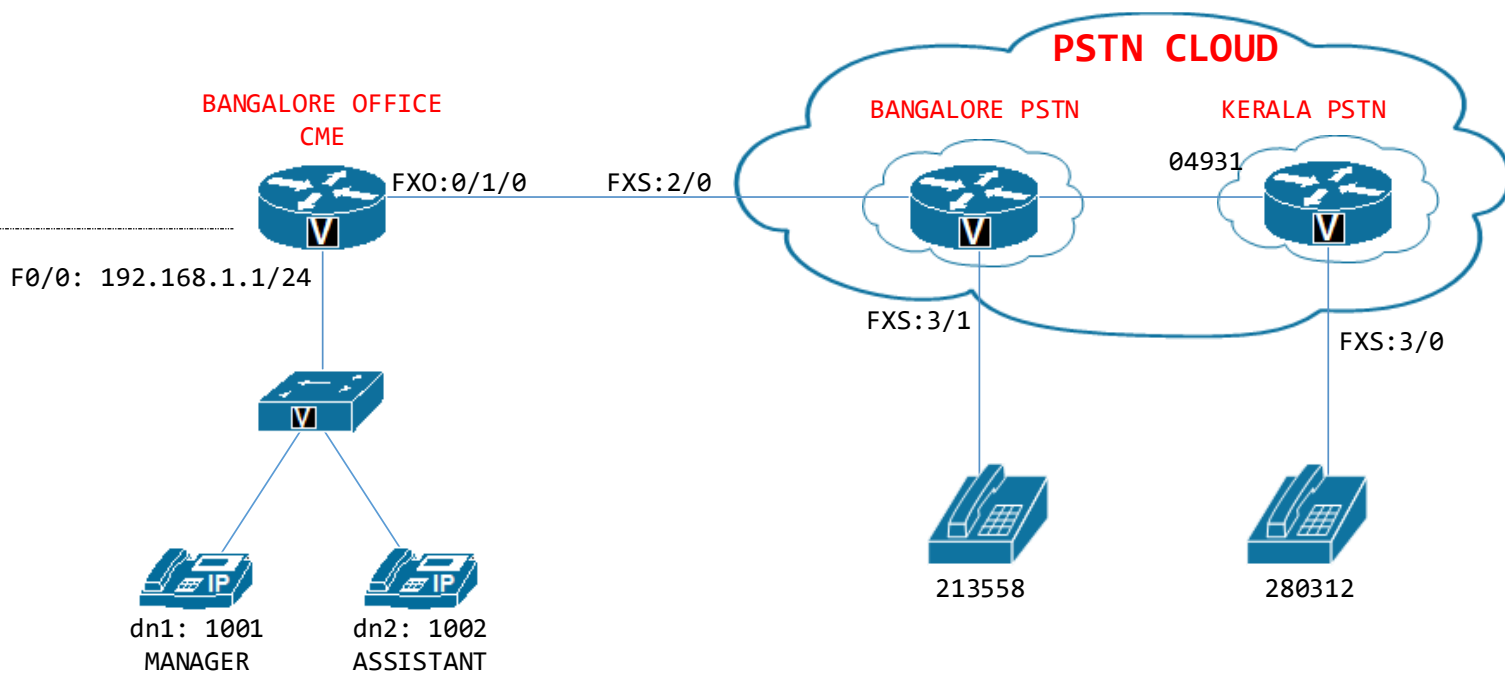 PSTN CLOUD
BANGALORE OFFICE
CME
BANGALORE PSTN
KERALA PSTN
04931
FXO:0/1/0
FXS:2/0
V
V
V
F0/0: 192.168.1.1/24
FXS:3/1
FXS:3/0
V
IP
IP
213558
280312
dn1: 1001
MANAGER
dn2: 1002
ASSISTANT